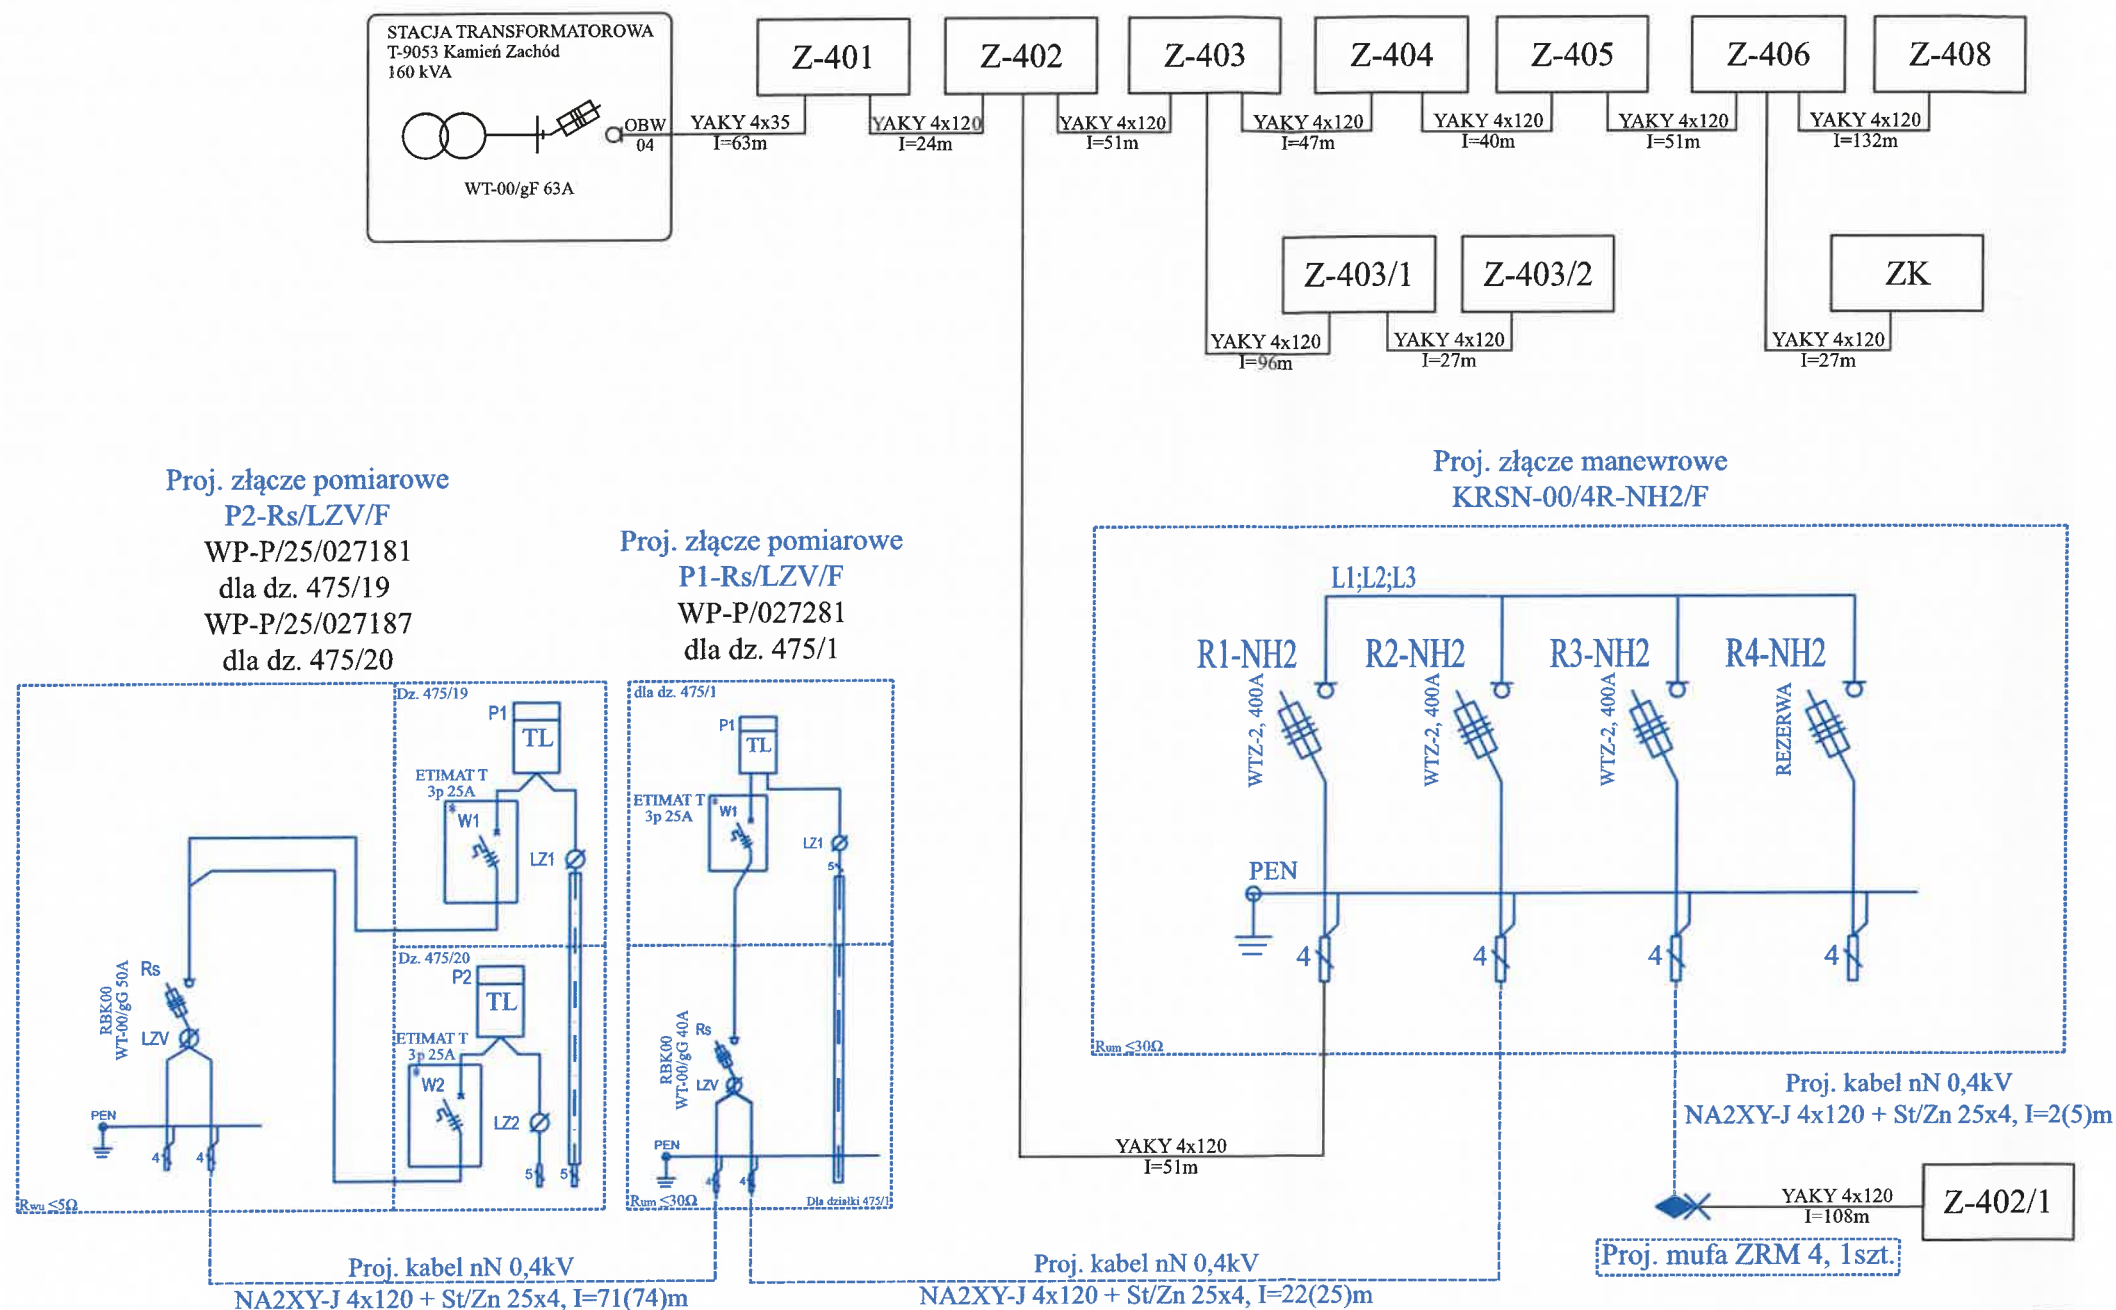 STACJA TRANSFORMATOROWA
T-9053 Kamień Zachód
160 kVA
OBW
04
WT-00/gF 63A
YAKY 4x35
l=63m
Z-401
YAKY 4x120
l=24m
Z-402
YAKY 4x120
l=51m
Z-403
YAKY 4x120
l=47m
Z-404
YAKY 4x120
l=40m
Z-405
YAKY 4x120
l=51m
Z-406
YAKY 4x120
l=132m
Z-408
Z-403/1
Z-403/2
ZK
YAKY 4x120
l=96m
YAKY 4x120
l=27m
YAKY 4x120
l=27m
Proj. złącze pomiarowe
P2-Rs/LZV/F
WP-P/25/027181
dla dz. 475/19
WP-P/25/027187
dla dz. 475/20
Proj. złącze pomiarowe
P1-Rs/LZV/F
WP-P/027281
dla dz. 475/1
Proj. złącze manewrowe
KRSN-00/4R-NH2/F
Dz. 475/19
P1
TL
ETIMAT T
3p 25A
*
W1
LZ1
Dz. 475/20
P2
TL
ETIMAT T
3p 25A
*
W2
LZ2
5
5
Rs
RBK00
WT-00/gG 50A
LZV
PEN
4
4
Rwu ≤5Ω
dla dz. 475/1
P1
TL
ETIMAT T
3p 25A
*
W1
LZ1
5
Rs
RBK00
WT-00/gG 40A
LZV
PEN
4
4
Rum ≤30Ω
Dla działki 475/1
L1;L2;L3
R1-NH2
R2-NH2
R3-NH2
R4-NH2
WTZ-2, 400A
WTZ-2, 400A
WTZ-2, 400A
REZERWA
PEN
4
4
4
4
Rum ≤30Ω
Proj. kabel nN 0,4kV
NA2XY-J 4x120 + St/Zn 25x4, l=2(5)m
YAKY 4x120
l=51m
YAKY 4x120
l=108m
Z-402/1
Proj. mufa ZRM 4, 1szt.
Proj. kabel nN 0,4kV
NA2XY-J 4x120 + St/Zn 25x4, l=71(74)m
Proj. kabel nN 0,4kV
NA2XY-J 4x120 + St/Zn 25x4, l=22(25)m